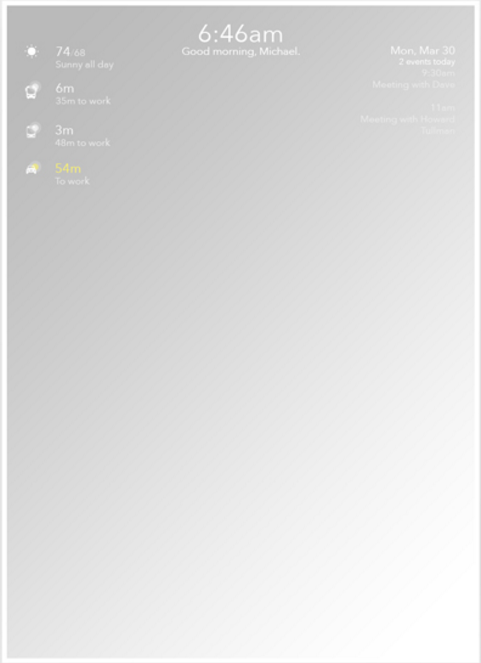 6:46am
Good morning, Michael.
74/68
Sunny all day
6m
35m to work
3m
48m to work
54m
To work
Mon, Mar 30
2 events today
9:30am
Meeting with Dave
11am
Meeting with Howard